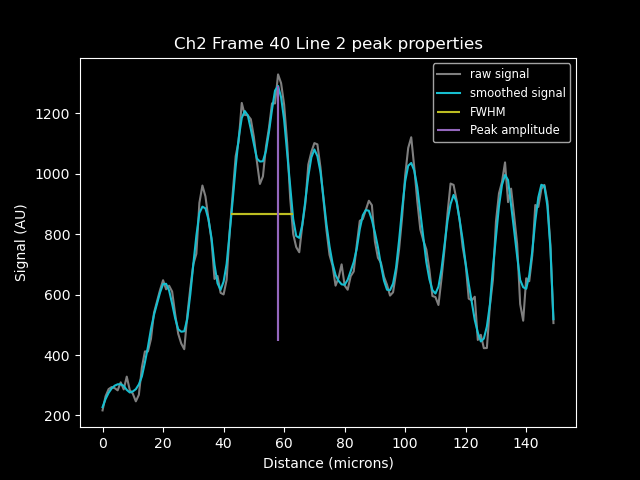 Ch2 Frame 40 Line 2 peak properties
raw signal
smoothed signal
FWHM
Peak amplitude
Signal (AU)
1200
1000
800
600
400
200
0 20 40 60 80 100 120 140
Distance (microns)